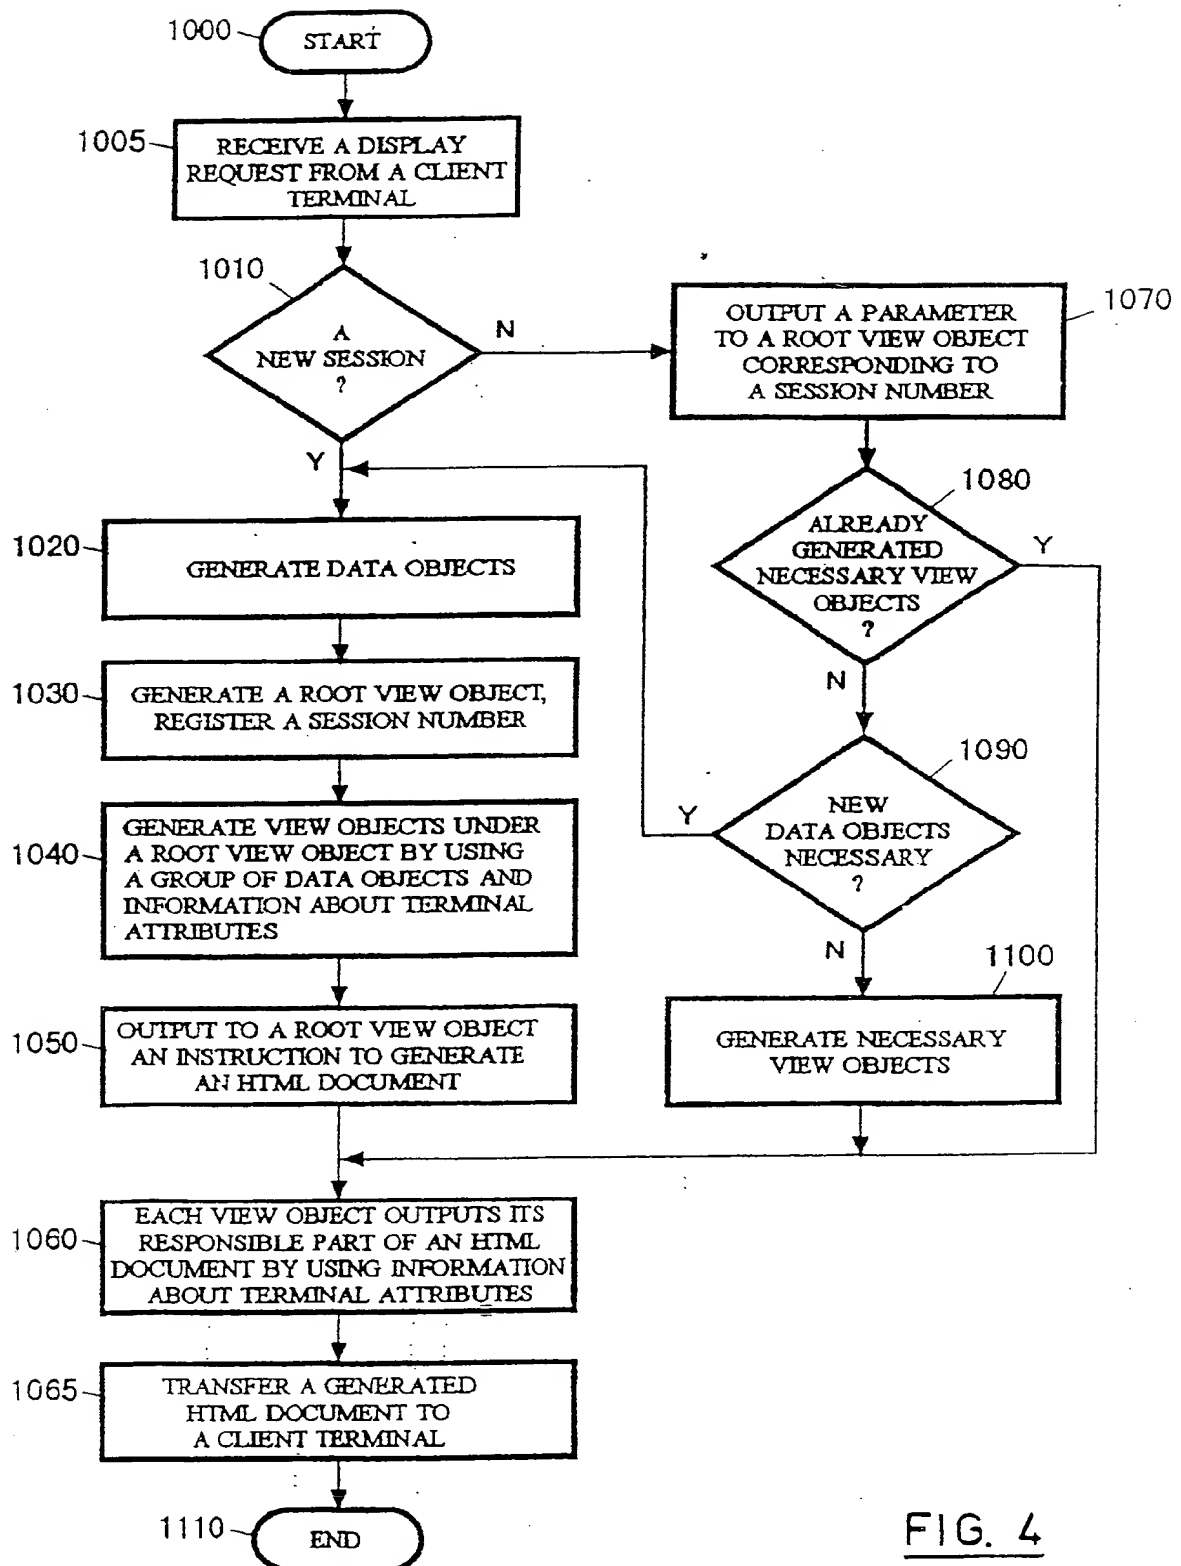 1000
START
1005
RECEIVE A DISPLAY
REQUEST FROM A CLIENT
TERMINAL
1010
A
NEW SESSION
?
N
Y
1070
OUTPUT A PARAMETER
TO A ROOT VIEW OBJECT
CORRESPONDING TO
A SESSION NUMBER
1080
ALREADY
GENERATED
NECESSARY VIEW
OBJECTS
?
Y
N
1020
GENERATE DATA OBJECTS
1030
GENERATE A ROOT VIEW OBJECT,
REGISTER A SESSION NUMBER
1090
NEW
DATA OBJECTS
NECESSARY
?
Y
N
1040
GENERATE VIEW OBJECTS UNDER
A ROOT VIEW OBJECT BY USING
A GROUP OF DATA OBJECTS AND
INFORMATION ABOUT TERMINAL
ATTRIBUTES
1100
GENERATE NECESSARY
VIEW OBJECTS
1050
OUTPUT TO A ROOT VIEW OBJECT
AN INSTRUCTION TO GENERATE
AN HTML DOCUMENT
1060
EACH VIEW OBJECT OUTPUTS ITS
RESPONSIBLE PART OF AN HTML
DOCUMENT BY USING INFORMATION
ABOUT TERMINAL ATTRIBUTES
1065
TRANSFER A GENERATED
HTML DOCUMENT TO
A CLIENT TERMINAL
1110
END
FIG. 4